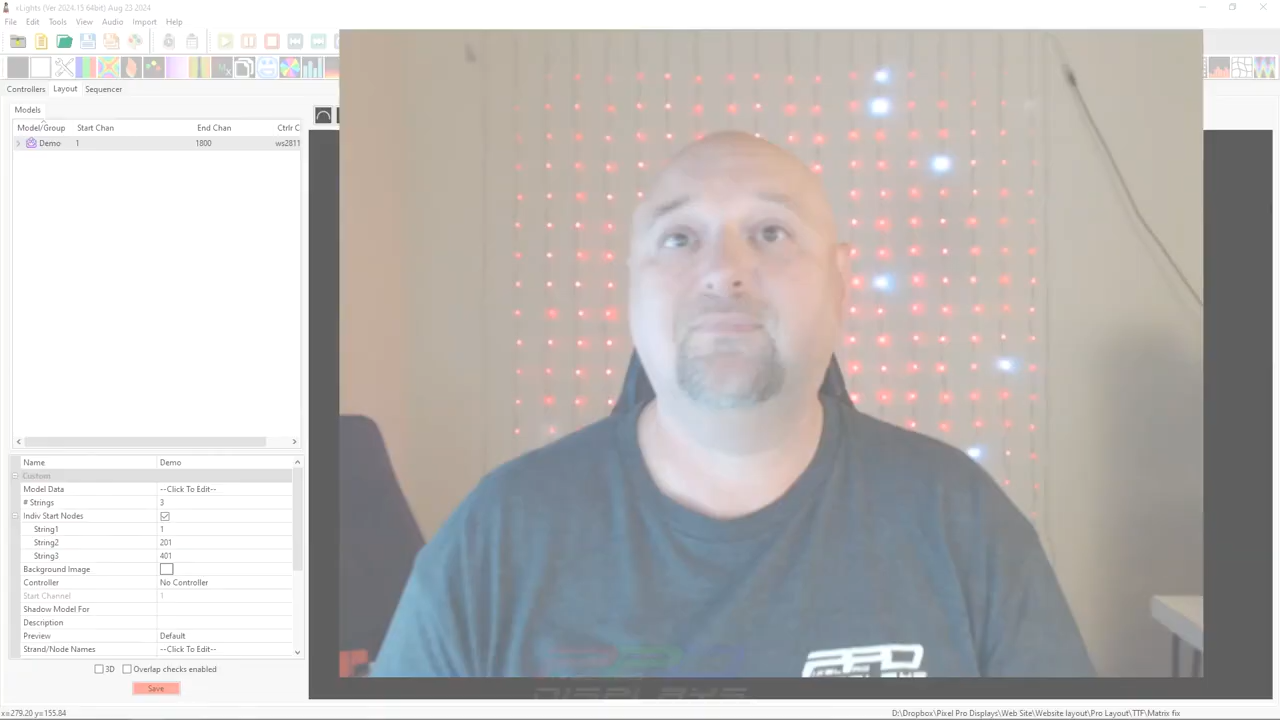 xLights (Ver 2024.15 64bit) Aug 23 2024
File Edit Tools View Audio Import Help
Controllers Layout Sequencer
Models
Model/Group Start Chan End Chan Ctrlr C
Demo 1 1800 ws2811
Name Demo
Custom
Model Data --Click To Edit--
# Strings 3
Indiv Start Nodes
String1 1
String2 201
String3 401
Background Image
Controller No Controller
Start Channel 1
Shadow Model For
Description
Preview Default
Strand/Node Names --Click To Edit--
3D Overlap checks enabled
Save
DISPLAYS
x=279.20 y=155.84 D:\Dropbox\Pixel Pro Displays\Web Site\Website layout\Pro Layout\TTF\Matrix fix